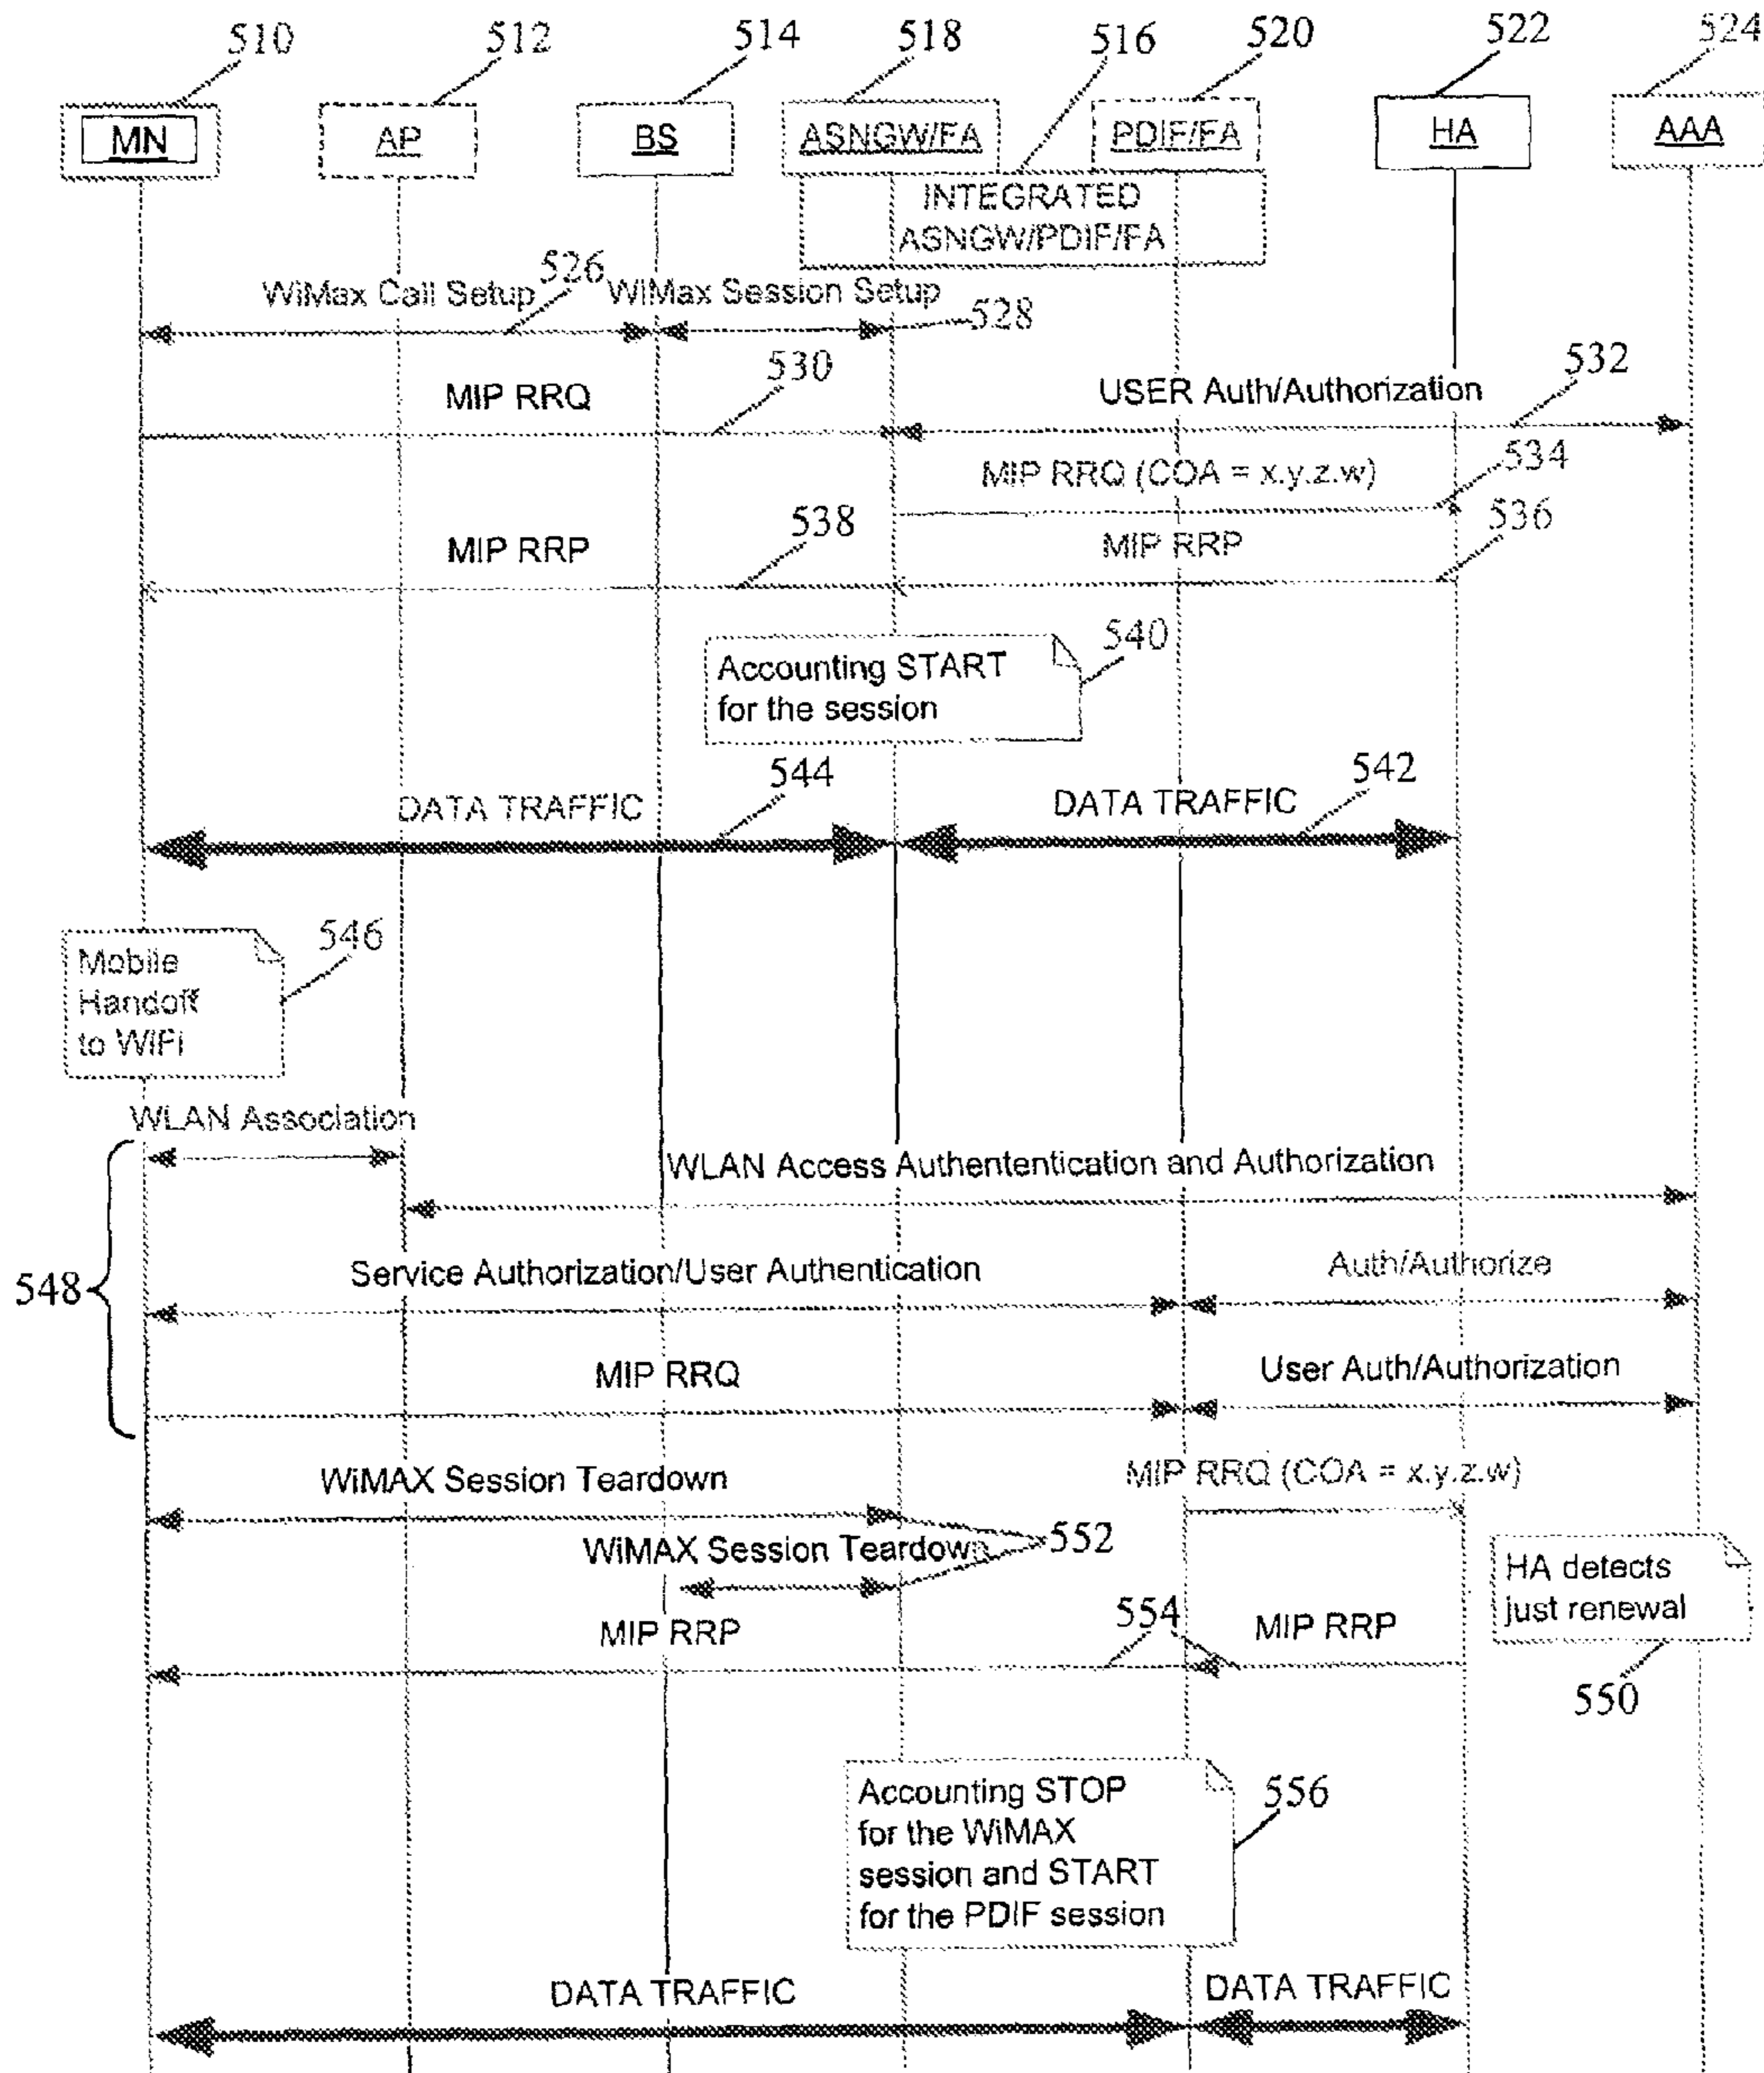 510 512 514 518 516 520 522 524
MN AP BS ASNGW/FA PDIF/FA HA AAA
INTEGRATED
ASNGW/PDIF/FA
WiMax Call Setup 526 WiMax Session Setup
528
530 532
MIP RRQ USER Auth/Authorization
MIP RRQ (COA = x.y.z.w) 534
538 536
MIP RRP MIP RRP
540
Accounting START
for the session
544 542
DATA TRAFFIC DATA TRAFFIC
546
Mobile
Handoff
to WiFi
WLAN Association
WLAN Access Authententication and Authorization
548
Service Authorization/User Authentication Auth/Authorize
MIP RRQ User Auth/Authorization
WiMAX Session Teardown MIP RRQ (COA = x.y.z.w)
WiMAX Session Teardown 552
HA detects
just renewal
554
MIP RRP MIP RRP
550
Accounting STOP
for the WiMAX
session and START
for the PDIF session
556
DATA TRAFFIC DATA TRAFFIC